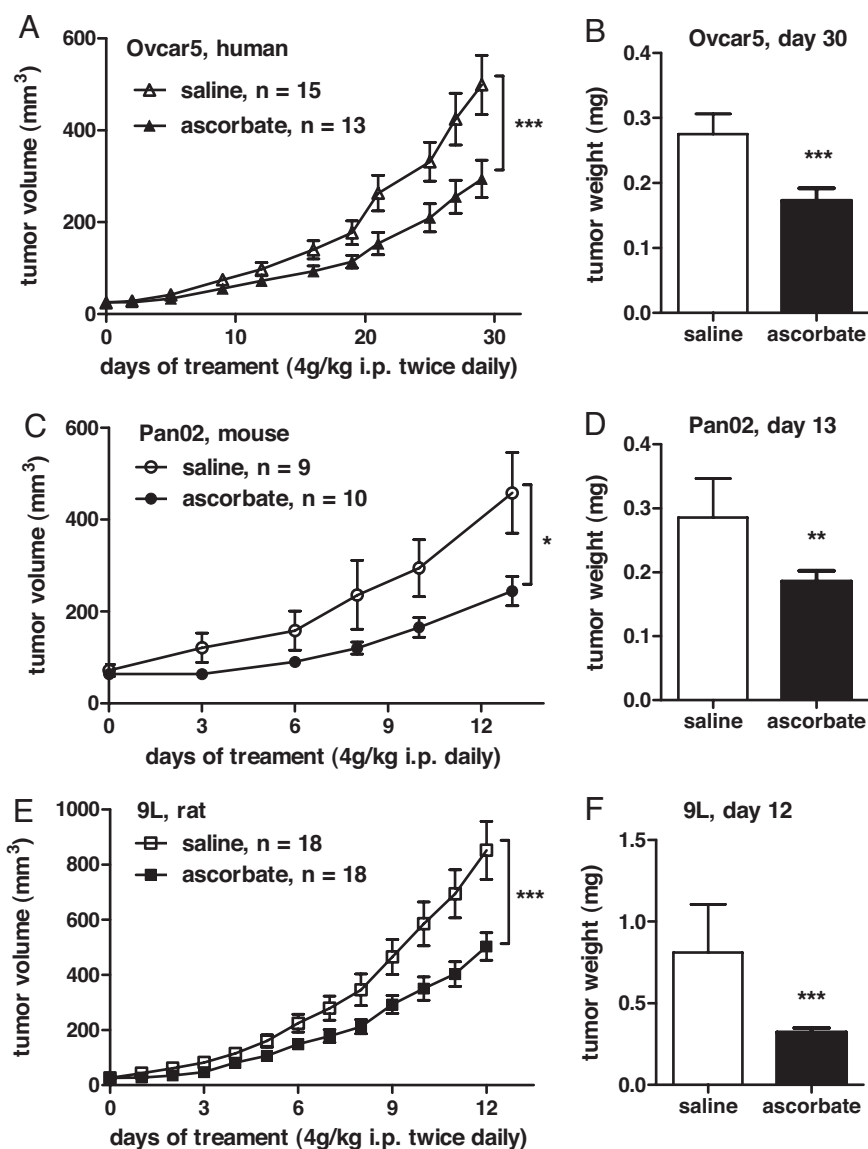 A
Ovcar5, human
saline, n = 15
ascorbate, n = 13
***
600
400
200
0
tumor volume (mm³)
0 10 20 30
days of treament (4g/kg i.p. twice daily)
B
Ovcar5, day 30
0.4
0.3
0.2
0.1
0.0
tumor weight (mg)
***
saline ascorbate
C
Pan02, mouse
saline, n = 9
ascorbate, n = 10
*
600
400
200
0
tumor volume (mm³)
0 3 6 9 12
days of treament (4g/kg i.p. daily)
D
Pan02, day 13
0.4
0.3
0.2
0.1
0.0
tumor weight (mg)
**
saline ascorbate
E
9L, rat
saline, n = 18
ascorbate, n = 18
***
1000
800
600
400
200
0
tumor volume (mm³)
0 3 6 9 12
days of treament (4g/kg i.p. twice daily)
F
9L, day 12
1.5
1.0
0.5
0.0
tumor weight (mg)
***
saline ascorbate